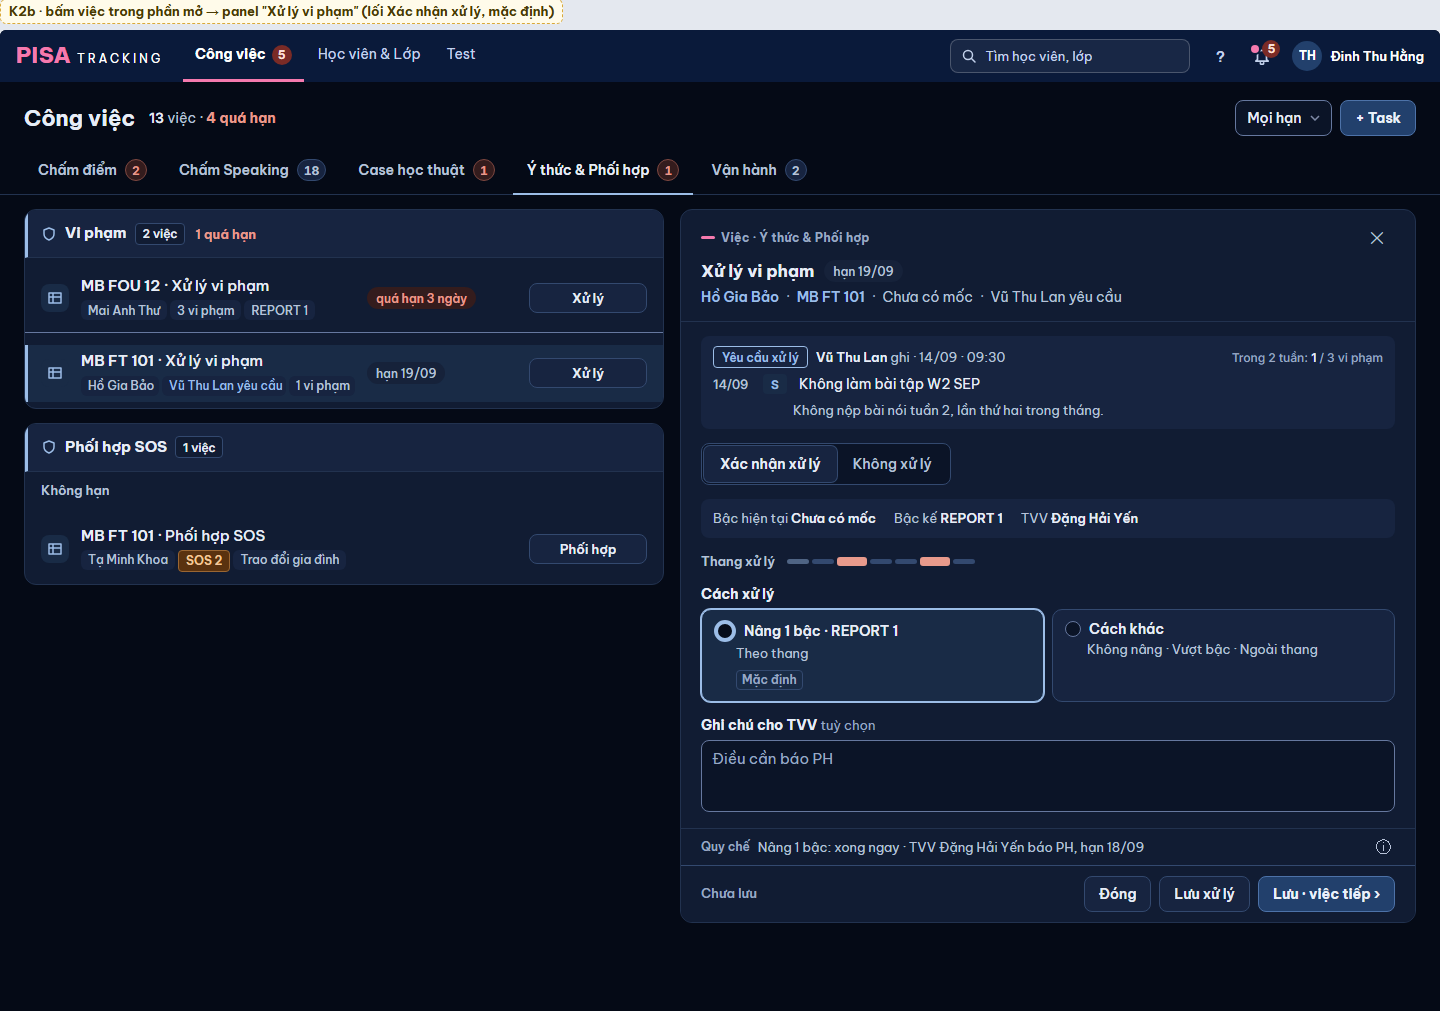 K2b · bấm việc trong phần mở → panel "Xử lý vi phạm" (lối Xác nhận xử lý, mặc định)
PISA TRACKING
Công việc 5
Học viên & Lớp
Test
Tìm học viên, lớp
?
5
TH
Đinh Thu Hằng
Công việc
13 việc · 4 quá hạn
Mọi hạn
+ Task
Chấm điểm 2
Chấm Speaking 18
Case học thuật 1
Ý thức & Phối hợp 1
Vận hành 2
Vi phạm 2 việc 1 quá hạn
MB FOU 12 · Xử lý vi phạm
Mai Anh Thư 3 vi phạm REPORT 1
quá hạn 3 ngày
Xử lý
MB FT 101 · Xử lý vi phạm
Hồ Gia Bảo Vũ Thu Lan yêu cầu 1 vi phạm
hạn 19/09
Xử lý
Phối hợp SOS 1 việc
Không hạn
MB FT 101 · Phối hợp SOS
Tạ Minh Khoa SOS 2 Trao đổi gia đình
Phối hợp
Việc · Ý thức & Phối hợp
Xử lý vi phạm hạn 19/09
Hồ Gia Bảo · MB FT 101 · Chưa có mốc · Vũ Thu Lan yêu cầu
Yêu cầu xử lý Vũ Thu Lan ghi · 14/09 · 09:30
Trong 2 tuần: 1 / 3 vi phạm
14/09 S Không làm bài tập W2 SEP
Không nộp bài nói tuần 2, lần thứ hai trong tháng.
Xác nhận xử lý
Không xử lý
Bậc hiện tại Chưa có mốc Bậc kế REPORT 1 TVV Đặng Hải Yến
Thang xử lý
Cách xử lý
Nâng 1 bậc · REPORT 1
Theo thang
Mặc định
Cách khác
Không nâng · Vượt bậc · Ngoài thang
Ghi chú cho TVV tuỳ chọn
Điều cần báo PH
Quy chế Nâng 1 bậc: xong ngay · TVV Đặng Hải Yến báo PH, hạn 18/09
Chưa lưu
Đóng
Lưu xử lý
Lưu · việc tiếp ›